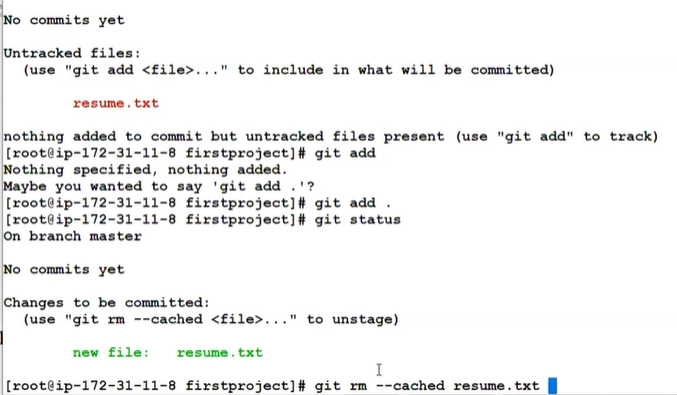 No commits yet
Untracked files:
(use "git add <file>..." to include in what will be committed)
resume.txt
nothing added to commit but untracked files present (use "git add" to track)
[root@ip-172-31-11-8 firstproject]# git add
Nothing specified, nothing added.
Maybe you wanted to say 'git add .'?
[root@ip-172-31-11-8 firstproject]# git add .
[root@ip-172-31-11-8 firstproject]# git status
On branch master
No commits yet
Changes to be committed:
(use "git rm --cached <file>..." to unstage)
new file: resume.txt
[root@ip-172-31-11-8 firstproject]# git rm --cached resume.txt